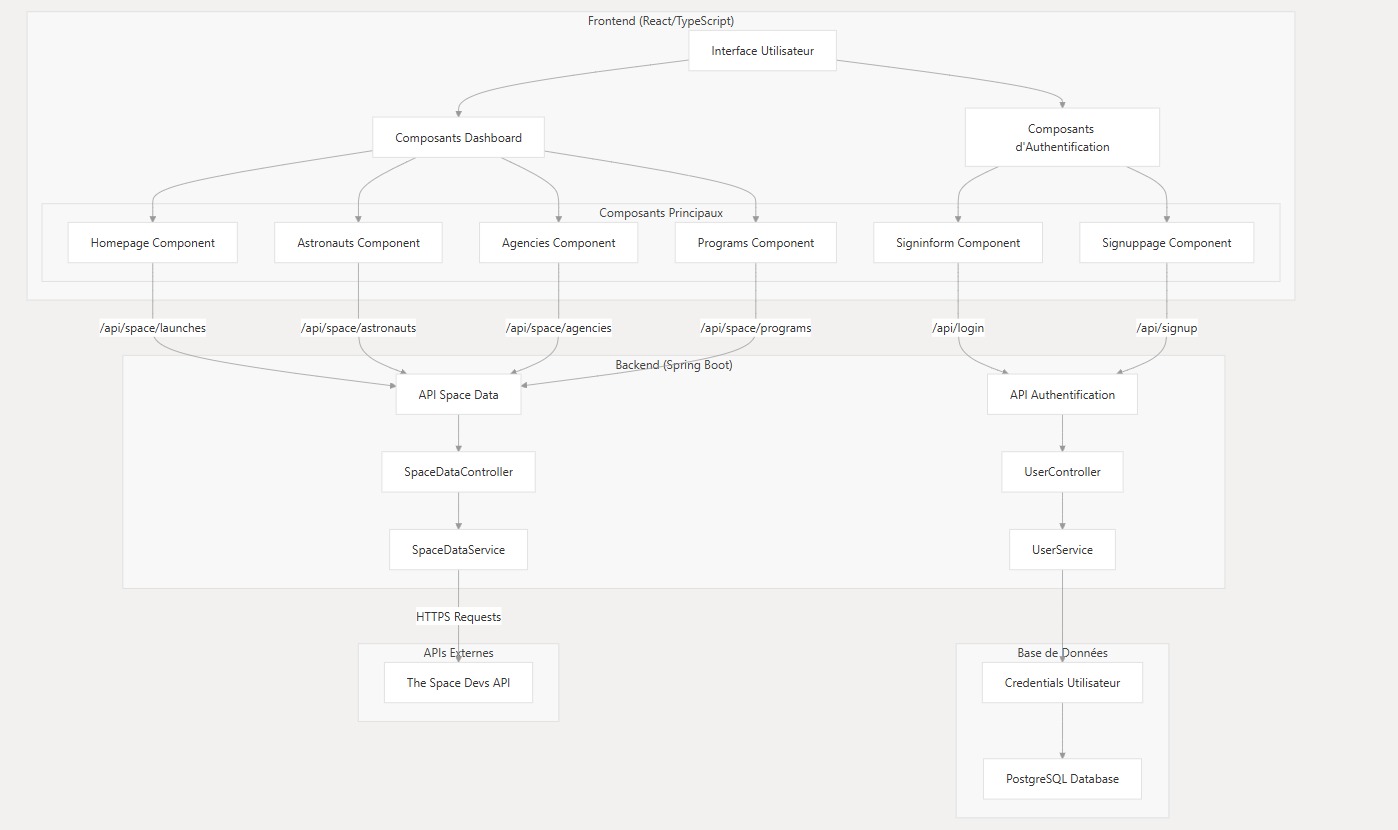 Frontend (React/TypeScript)
Interface Utilisateur
Composants Dashboard
Composants
d'Authentification
Composants Principaux
Homepage Component
Astronauts Component
Agencies Component
Programs Component
Signinform Component
Signuppage Component
/api/space/launches
/api/space/astronauts
/api/space/agencies
/api/space/programs
/api/login
/api/signup
Backend (Spring Boot)
API Space Data
API Authentification
SpaceDataController
UserController
SpaceDataService
UserService
HTTPS Requests
APIs Externes
Base de Données
The Space Devs API
Credentials Utilisateur
PostgreSQL Database